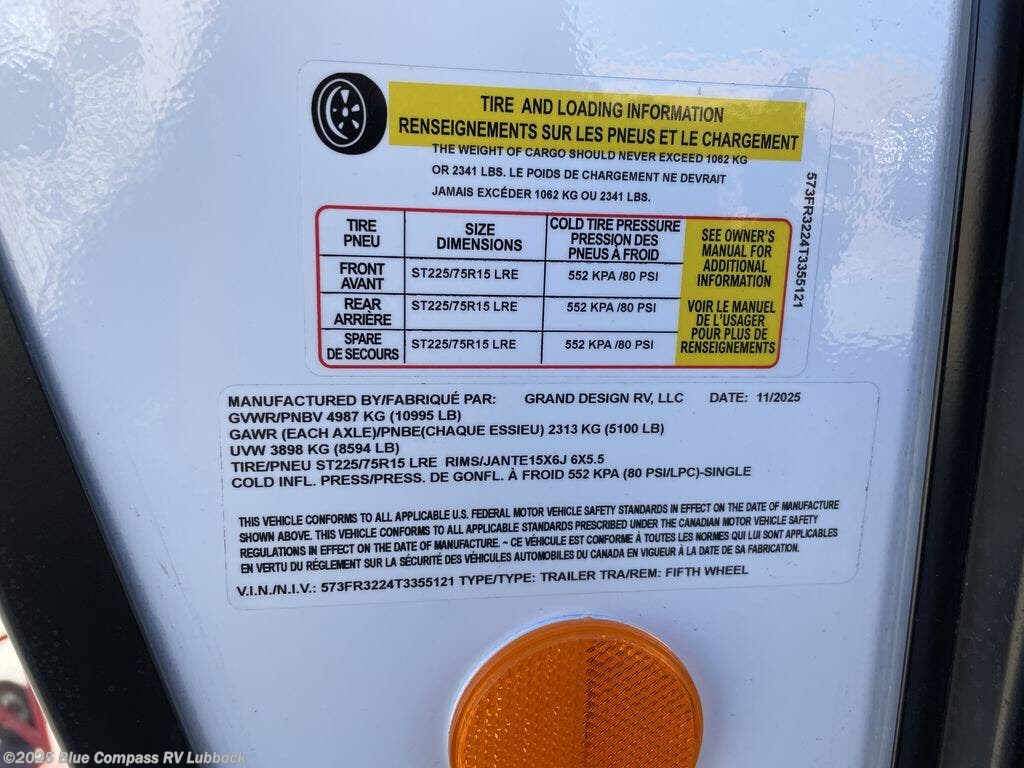 TIRE AND LOADING INFORMATION
RENSEIGNEMENTS SUR LES PNEUS ET LE CHARGEMENT
THE WEIGHT OF CARGO SHOULD NEVER EXCEED 1062 KG
OR 2341 LBS. LE POIDS DE CHARGEMENT NE DEVRAIT
JAMAIS EXCÉDER 1062 KG OU 2341 LBS.
573FR3224T3355121
TIRE
PNEU
SIZE
DIMENSIONS
COLD TIRE PRESSURE
PRESSION DES
PNEUS À FROID
FRONT
AVANT
ST225/75R15 LRE
552 KPA /80 PSI
REAR
ARRIÈRE
ST225/75R15 LRE
552 KPA /80 PSI
SPARE
DE SECOURS
ST225/75R15 LRE
552 KPA /80 PSI
SEE OWNER'S
MANUAL FOR
ADDITIONAL
INFORMATION
VOIR LE MANUEL
DE L'USAGER
POUR PLUS DE
RENSEIGNEMENTS
MANUFACTURED BY/FABRIQUÉ PAR: GRAND DESIGN RV, LLC DATE: 11/2025
GVWR/PNBV 4987 KG (10995 LB)
GAWR (EACH AXLE)/PNBE(CHAQUE ESSIEU) 2313 KG (5100 LB)
UVW 3898 KG (8594 LB)
TIRE/PNEU ST225/75R15 LRE RIMS/JANTE15X6J 6X5.5
COLD INFL. PRESS/PRESS. DE GONFL. À FROID 552 KPA (80 PSI/LPC)-SINGLE
THIS VEHICLE CONFORMS TO ALL APPLICABLE U.S. FEDERAL MOTOR VEHICLE SAFETY STANDARDS IN EFFECT ON THE DATE OF MANUFACTURE
SHOWN ABOVE. THIS VEHICLE CONFORMS TO ALL APPLICABLE STANDARDS PRESCRIBED UNDER THE CANADIAN MOTOR VEHICLE SAFETY
REGULATIONS IN EFFECT ON THE DATE OF MANUFACTURE. ~ CE VÉHICULE EST CONFORME À TOUTES LES NORMES QUI LUI SONT APPLICABLES
EN VERTU DU RÉGLEMENT SUR LA SÉCURITÉ DES VÉHICULES AUTOMOBILES DU CANADA EN VIGUEUR À LA DATE DE SA FABRICATION.
V.I.N./N.I.V.: 573FR3224T3355121 TYPE/TYPE: TRAILER TRA/REM: FIFTH WHEEL
©2025 Blue Compass RV Lubbock